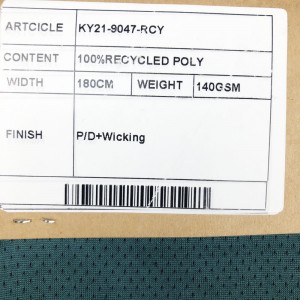 ARTCICLE KY21-9047-RCY
CONTENT 100%RECYCLED POLY
WIDTH 180CM WEIGHT 140GSM
FINISH P/D+Wicking